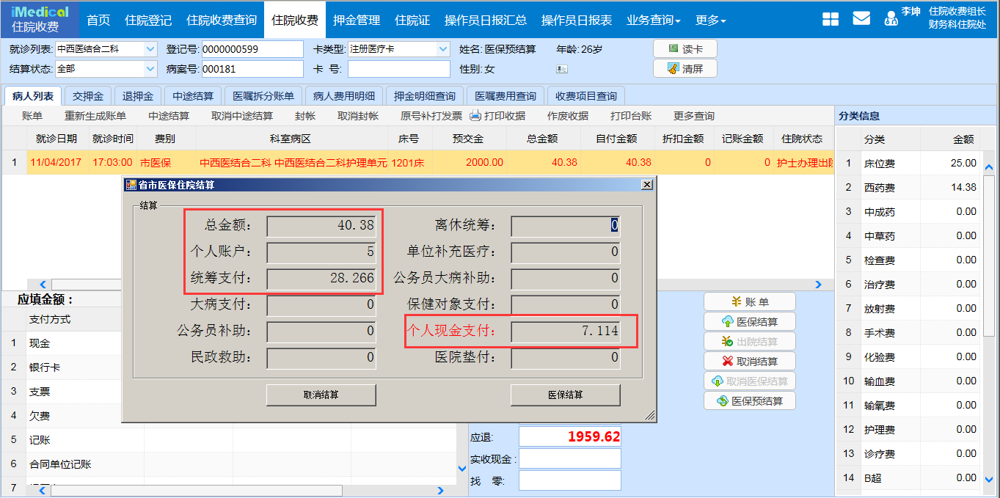 iMedical
住院收费
首页 住院登记 住院收费查询 住院收费 押金管理 住院证 操作员日报汇总 操作员日报表 业务查询 更多
李坤
住院收费组长
财务科住院处
就诊列表: 中西医结合二科 登记号: 0000000599 卡类型: 注册医疗卡 姓名: 医保预结算 年龄: 26岁 读卡
结算状态: 全部 病案号: 000181 卡 号: 性别: 女 清屏
病人列表 交押金 退押金 中途结算 医嘱拆分账单 病人费用明细 押金明细查询 医嘱费用查询 收费项目查询
账单 重新生成账单 中途结算 取消中途结算 封帐 取消封帐 原号补打发票 打印收据 作废收据 打印台账 更多查询
就诊日期 就诊时间 费别 科室病区 床号 预交金 总金额 自付金额 折扣金额 记账金额 住院状态
1 11/04/2017 17:03:00 市医保 中西医结合二科 中西医结合二科护理单元 1201床 2000.00 40.38 40.38 0 0 护士办理出
省市医保住院结算
结算
总金额: 40.38 离休统筹: 0
个人账户: 5 单位补充医疗: 0
统筹支付: 28.266 公务员大病补助: 0
大病支付: 0 保健对象支付: 0
公务员补助: 0 个人现金支付: 7.114
民政救助: 0 医院垫付: 0
取消结算 医保结算
应填金额：
支付方式
1 现金
2 银行卡
3 支票
4 欠费
5 记账
6 合同单位记账
7
应退: 1959.62
实收现金:
找 零:
账 单
医保结算
出院结算
取消结算
取消医保结算
医保预结算
分类信息
分类 金额
1 床位费 25.00
2 西药费 14.38
3 中成药 0.00
4 中草药 0.00
5 检查费 0.00
6 治疗费 0.00
7 放射费 0.00
8 手术费 0.00
9 化验费 0.00
10 输血费 0.00
11 输氧费 0.00
12 护理费 0.00
13 诊疗费 0.00
14 B超 0.00